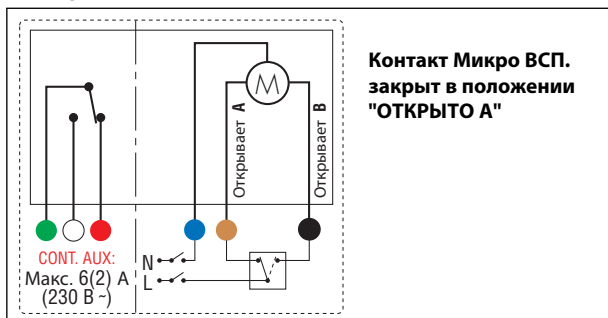 Контакт Микро ВСП.
закрыт в положении
"ОТКРЫТО А"
M
Открывает A
Открывает B
CONT. AUX:
Макс. 6(2) A
(230 В ~)
N
L